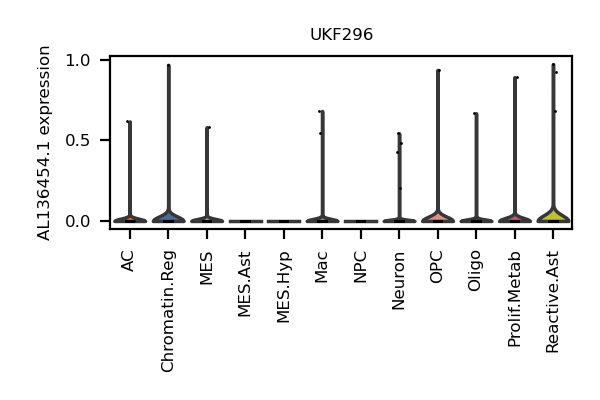 UKF296
AL136454.1 expression
1.0
0.5
0.0
AC
Chromatin.Reg
MES
MES.Ast
MES.Hyp
Mac
NPC
Neuron
OPC
Oligo
Prolif.Metab
Reactive.Ast